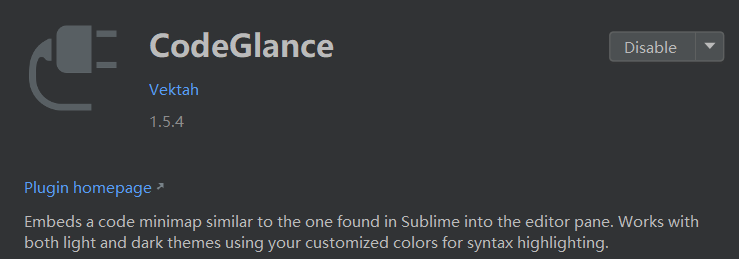 CodeGlance
Disable
Vektah
1.5.4
Plugin homepage
Embeds a code minimap similar to the one found in Sublime into the editor pane. Works with
both light and dark themes using your customized colors for syntax highlighting.